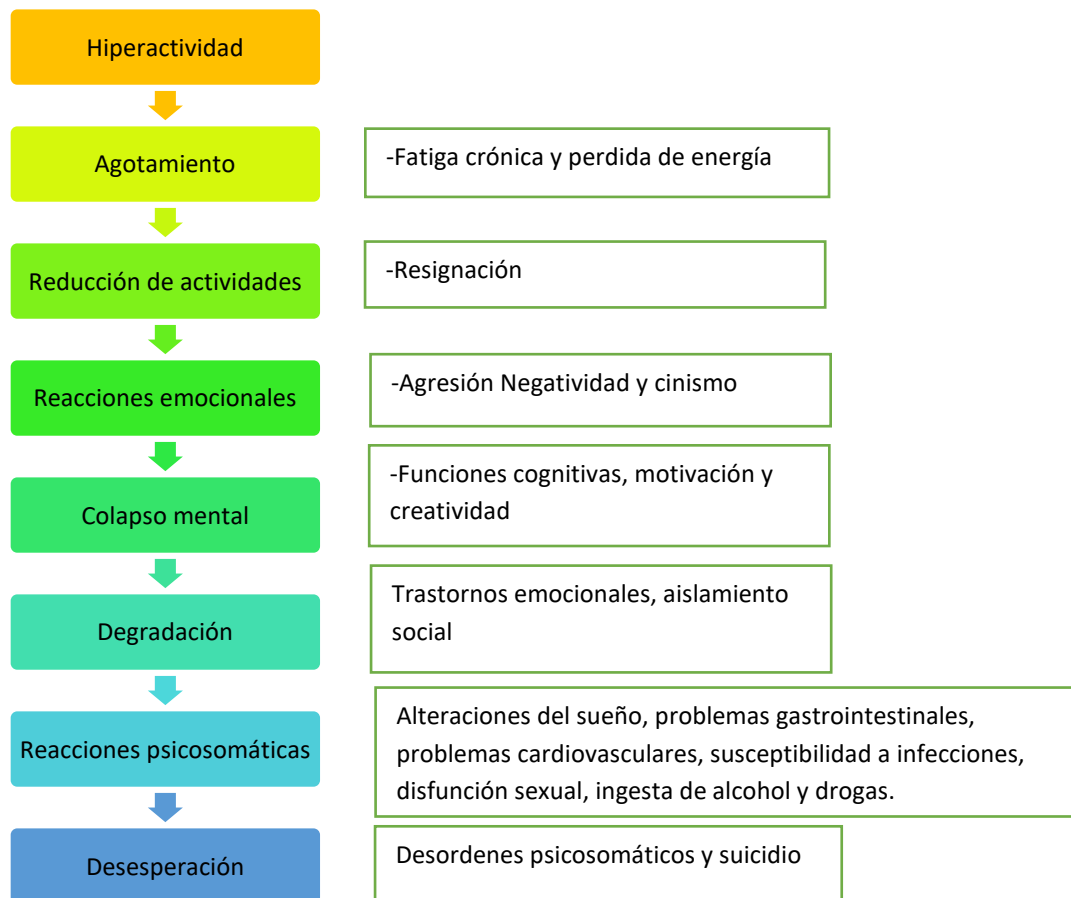 Hiperactividad
Agotamiento
-Fatiga crónica y perdida de energía
Reducción de actividades
-Resignación
Reacciones emocionales
-Agresión Negatividad y cinismo
Colapso mental
-Funciones cognitivas, motivación y
creatividad
Degradación
Trastornos emocionales, aislamiento
social
Reacciones psicosomáticas
Alteraciones del sueño, problemas gastrointestinales,
problemas cardiovasculares, susceptibilidad a infecciones,
disfunción sexual, ingesta de alcohol y drogas.
Desesperación
Desordenes psicosomáticos y suicidio